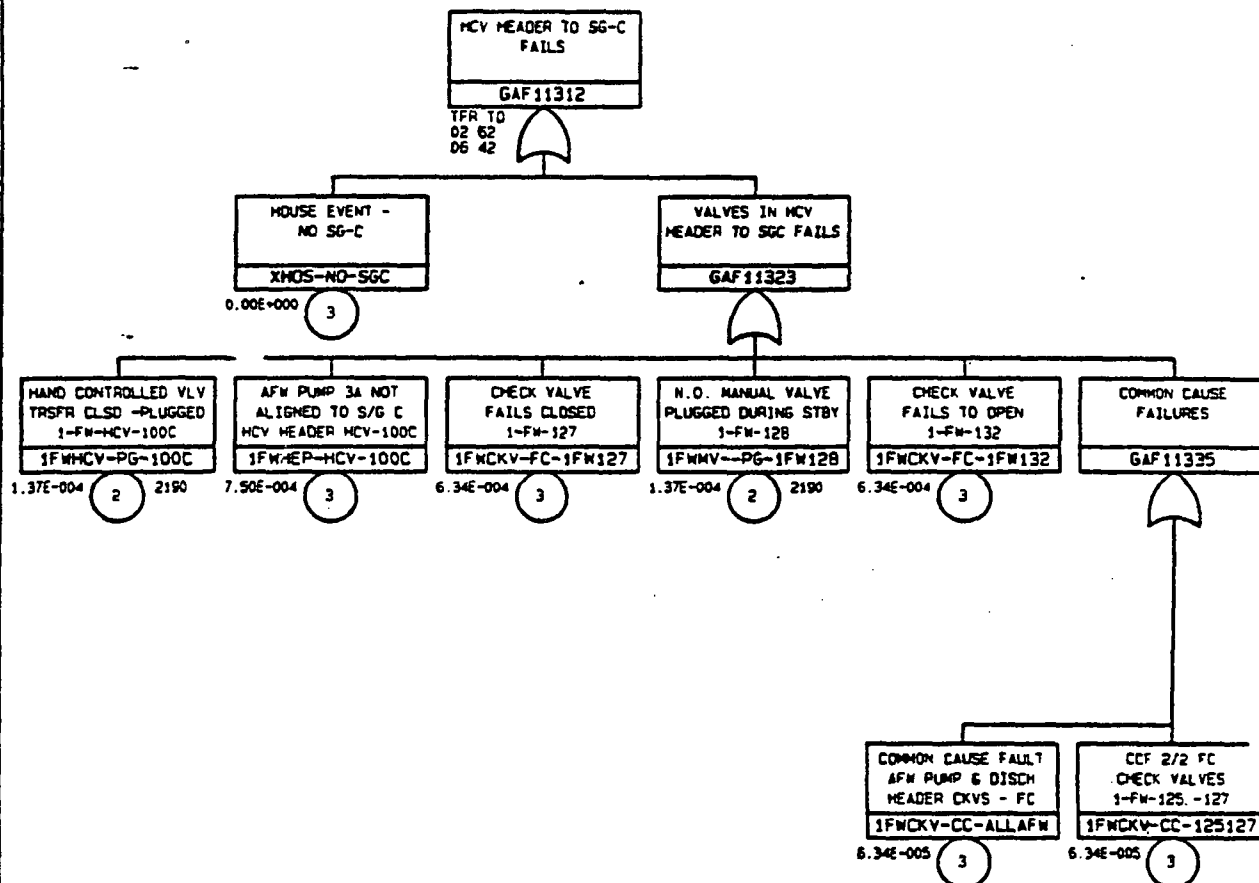 HCV HEADER TO SG-C
FAILS
GAF11312
TFR TO
02 62
06 42
HOUSE EVENT -
NO SG-C
XHOS-NO-SGC
0.00E+000
3
VALVES IN HCV
HEADER TO SGC FAILS
GAF11323
HAND CONTROLLED VLV
TRSFR CLSD -PLUGGED
1-FW-HCV-100C
1FWHCV-PG-100C
1.37E-004
2
2190
AFW PUMP 3A NOT
ALIGNED TO S/G C
HCV HEADER HCV-100C
1FWHEP-HCV-100C
7.50E-004
3
CHECK VALVE
FAILS CLOSED
1-FW-127
1FWCKV-FC-1FW127
6.34E-004
3
N.O. MANUAL VALVE
PLUGGED DURING STBY
1-FW-128
1FWMV--PG-1FW128
1.37E-004
2
2190
CHECK VALVE
FAILS TO OPEN
1-FW-132
1FWCKV-FC-1FW132
6.34E-004
3
COMMON CAUSE
FAILURES
GAF11335
COMMON CAUSE FAULT
AFW PUMP & DISCH
HEADER CKVS - FC
1FWCKV-CC-ALLAFW
6.34E-005
3
CCF 2/2 FC
CHECK VALVES
1-FW-125, -127
1FWCKV-CC-125127
6.34E-005
3